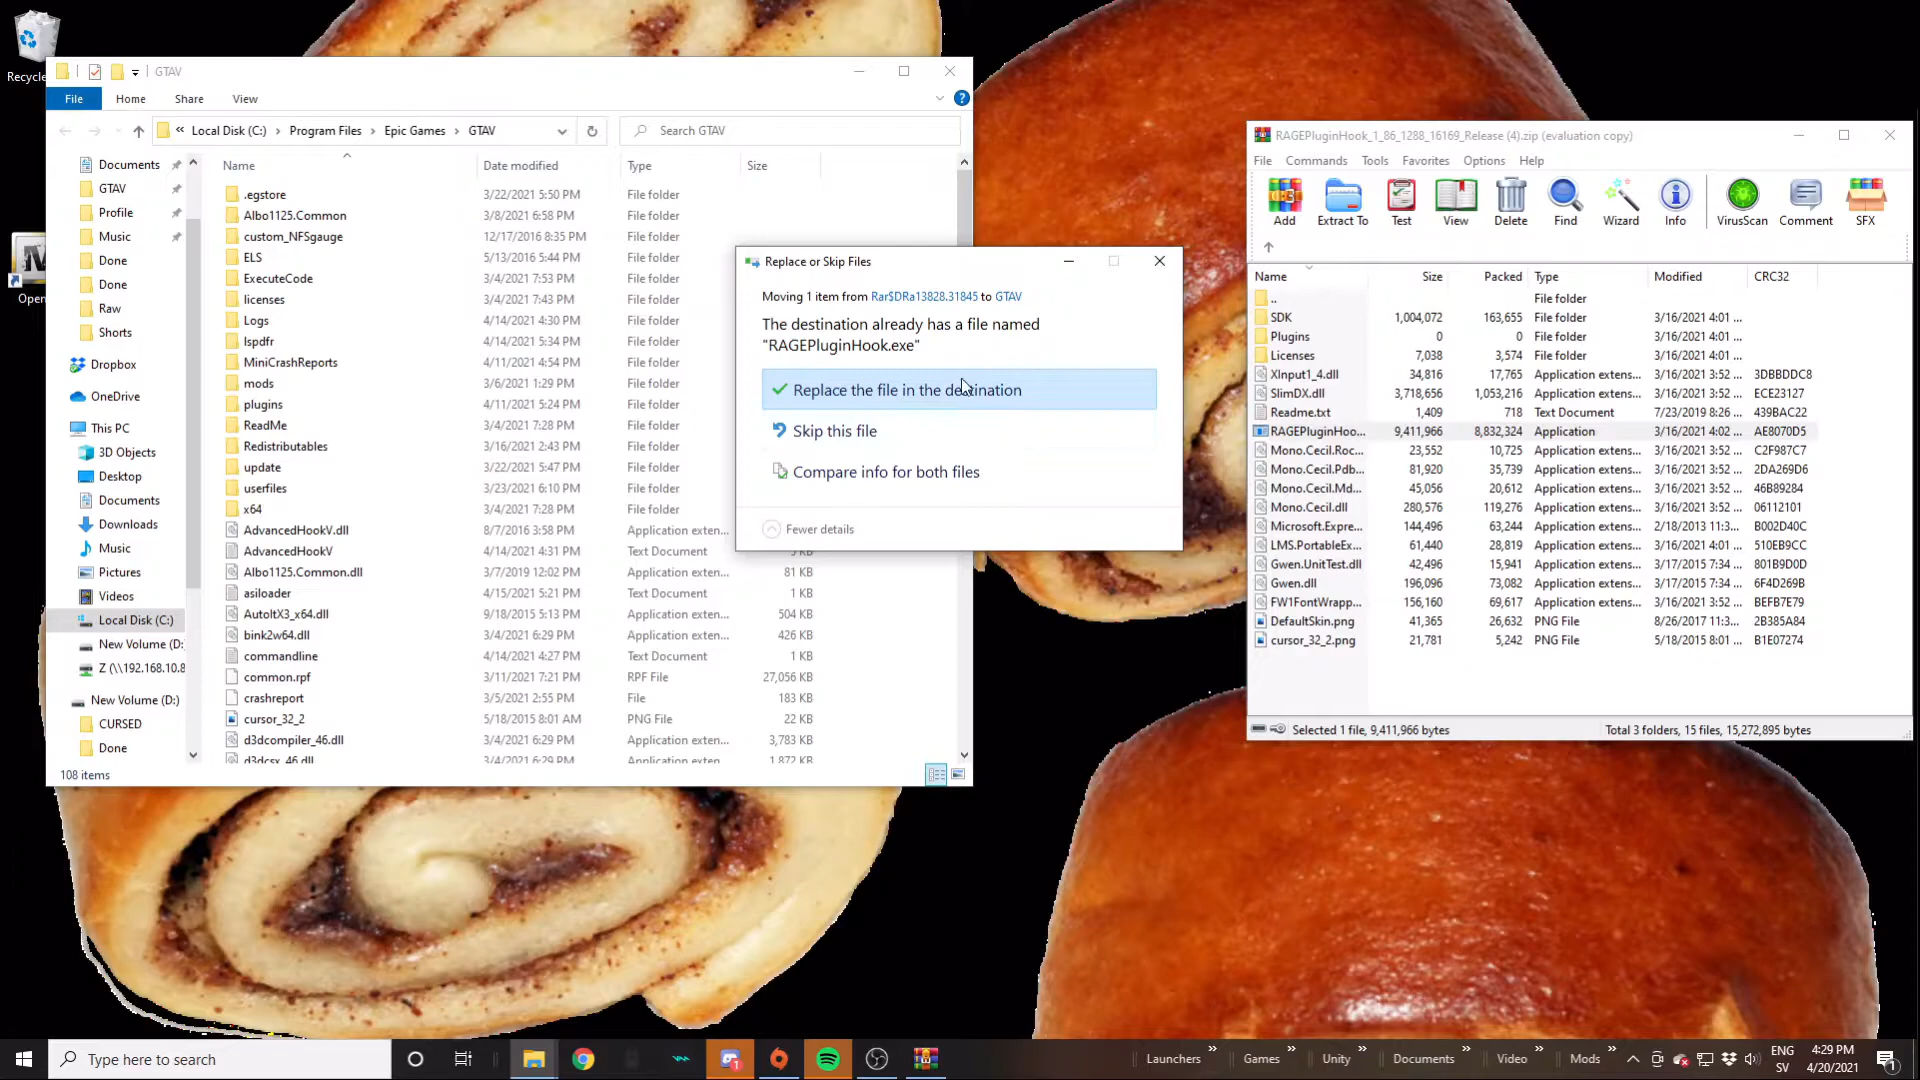 Recycle
Open
GTAV
File Home Share View
« Local Disk (C:) › Program Files › Epic Games › GTAV
Search GTAV
Documents
GTAV
Profile
Music
Done
Done
Raw
Shorts
Dropbox
OneDrive
This PC
3D Objects
Desktop
Documents
Downloads
Music
Pictures
Videos
Local Disk (C:)
New Volume (D:
Z (\\192.168.10.8
New Volume (D:)
CURSED
Done
Name Date modified Type Size
.egstore 3/22/2021 5:50 PM File folder
Albo1125.Common 3/8/2021 6:58 PM File folder
custom_NFSgauge 12/17/2016 8:35 PM File folder
ELS 5/13/2016 5:44 PM File folder
ExecuteCode 3/4/2021 7:53 PM File folder
licenses 3/4/2021 7:43 PM File folder
Logs 4/14/2021 4:30 PM File folder
lspdfr 4/14/2021 5:34 PM File folder
MiniCrashReports 4/11/2021 4:54 PM File folder
mods 3/6/2021 1:29 PM File folder
plugins 4/11/2021 5:24 PM File folder
ReadMe 3/4/2021 7:28 PM File folder
Redistributables 3/16/2021 2:43 PM File folder
update 3/22/2021 5:47 PM File folder
userfiles 3/23/2021 6:10 PM File folder
x64 3/4/2021 7:28 PM File folder
AdvancedHookV.dll 8/7/2016 3:58 PM Application exten...
AdvancedHookV 4/14/2021 4:31 PM Text Document KB
Albo1125.Common.dll 3/7/2019 12:02 PM Application exten... 81 KB
asiloader 4/15/2021 5:21 PM Text Document 1 KB
AutoItX3_x64.dll 9/18/2015 5:13 PM Application exten... 504 KB
bink2w64.dll 3/4/2021 6:29 PM Application exten... 426 KB
commandline 4/14/2021 4:27 PM Text Document 1 KB
common.rpf 3/11/2021 7:21 PM RPF File 27,056 KB
crashreport 3/5/2021 2:55 PM File 183 KB
cursor_32_2 5/18/2015 8:01 AM PNG File 22 KB
d3dcompiler_46.dll 3/4/2021 6:29 PM Application exten... 3,783 KB
d3dcsx_46.dll 3/4/2021 6:29 PM Application exten... 1,872 KB
108 items
Replace or Skip Files
Moving 1 item from Rar$DRa13828.31845 to GTAV
The destination already has a file named
"RAGEPluginHook.exe"
Replace the file in the destination
Skip this file
Compare info for both files
Fewer details
RAGEPluginHook_1_86_1288_16169_Release (4).zip (evaluation copy)
File Commands Tools Favorites Options Help
Add Extract To Test View Delete Find Wizard Info VirusScan Comment SFX
Name Size Packed Type Modified CRC32
.. File folder
SDK 1,004,072 163,655 File folder 3/16/2021 4:01 ...
Plugins 0 0 File folder 3/16/2021 4:01 ...
Licenses 7,038 3,574 File folder 3/16/2021 4:01 ...
XInput1_4.dll 34,816 17,765 Application extens... 3/16/2021 3:52 ... 3DBBDDC8
SlimDX.dll 3,718,656 1,053,216 Application extens... 3/16/2021 3:52 ... ECE23127
Readme.txt 1,409 718 Text Document 7/23/2019 8:26 ... 439BAC22
RAGEPluginHoo... 9,411,966 8,832,324 Application 3/16/2021 4:02 ... AE8070D5
Mono.Cecil.Roc... 23,552 10,725 Application extens... 3/16/2021 3:52 ... C2F987C7
Mono.Cecil.Pdb... 81,920 35,739 Application extens... 3/16/2021 3:52 ... 2DA269D6
Mono.Cecil.Md... 45,056 20,612 Application extens... 3/16/2021 3:52 ... 46B89284
Mono.Cecil.dll 280,576 119,276 Application extens... 3/16/2021 3:52 ... 06112101
Microsoft.Expre... 144,496 63,244 Application extens... 2/18/2013 11:3... B002D40C
LMS.PortableEx... 61,440 28,819 Application extens... 3/16/2021 4:01 ... 510EB9CC
Gwen.UnitTest.dll 42,496 15,941 Application extens... 3/17/2015 7:34 ... 801B9D0D
Gwen.dll 196,096 73,082 Application extens... 3/17/2015 7:34 ... 6F4D269B
FW1FontWrapp... 156,160 69,617 Application extens... 3/16/2021 3:52 ... BEFB7E79
DefaultSkin.png 41,365 26,632 PNG File 8/26/2017 11:3... 2B385A84
cursor_32_2.png 21,781 5,242 PNG File 5/18/2015 8:01 ... B1E07274
Selected 1 file, 9,411,966 bytes Total 3 folders, 15 files, 15,272,895 bytes
Type here to search
Launchers » Games » Unity » Documents » Video » Mods »
ENG
SV
4:29 PM
4/20/2021